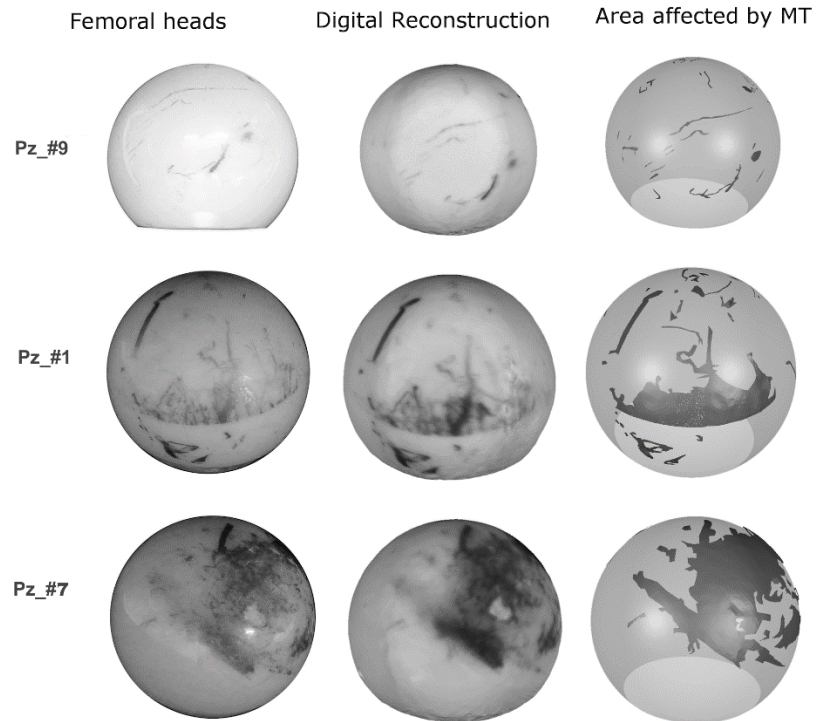 Femoral heads
Digital Reconstruction
Area affected by MT
Pz_#9
Pz_#1
Pz_#7